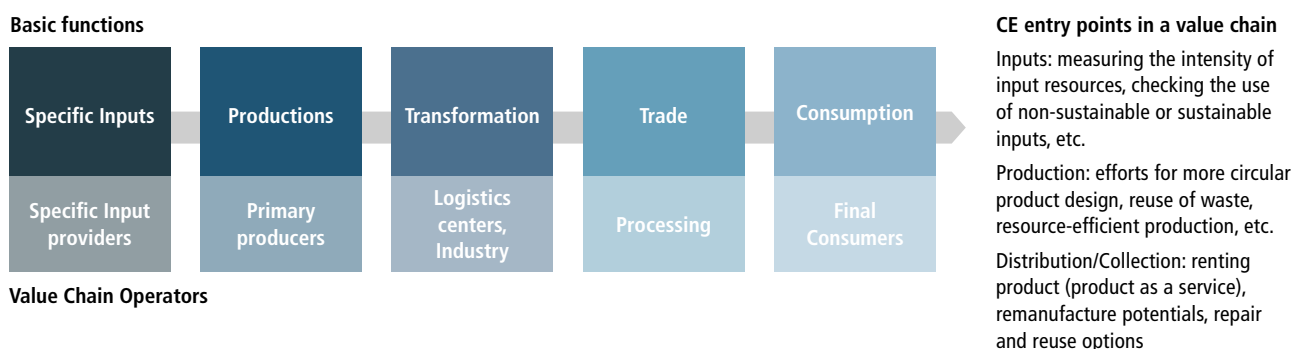 Basic functions
Specific Inputs
Productions
Transformation
Trade
Consumption
Specific Input
providers
Primary
producers
Logistics
centers,
Industry
Processing
Final
Consumers
Value Chain Operators
CE entry points in a value chain
Inputs: measuring the intensity of
input resources, checking the use
of non-sustainable or sustainable
inputs, etc.
Production: efforts for more circular
product design, reuse of waste,
resource-efficient production, etc.
Distribution/Collection: renting
product (product as a service),
remanufacture potentials, repair
and reuse options